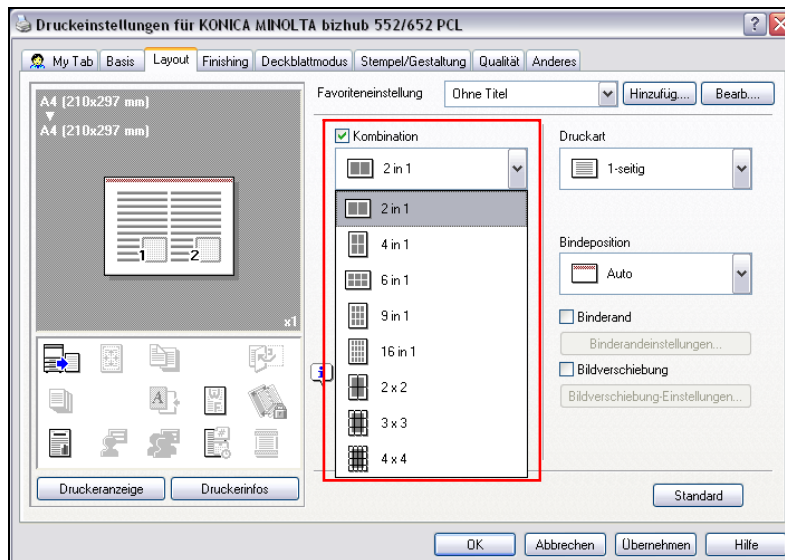 Druckeinstellungen für KONICA MINOLTA bizhub 552/652 PCL
My Tab Basis Layout Finishing Deckblattmodus Stempel/Gestaltung Qualität Anderes
A4 (210x297 mm)
A4 (210x297 mm)
1 2
x1
Druckeranzeige Druckerinfos
Favoriteneinstellung Ohne Titel Hinzufüg.... Bearb....
Kombination
2 in 1
2 in 1
4 in 1
6 in 1
9 in 1
16 in 1
2 x 2
3 x 3
4 x 4
Druckart
1-seitig
Bindeposition
Auto
Binderand
Binderandeinstellungen...
Bildverschiebung
Bildverschiebung-Einstellungen...
Standard
OK Abbrechen Übernehmen Hilfe